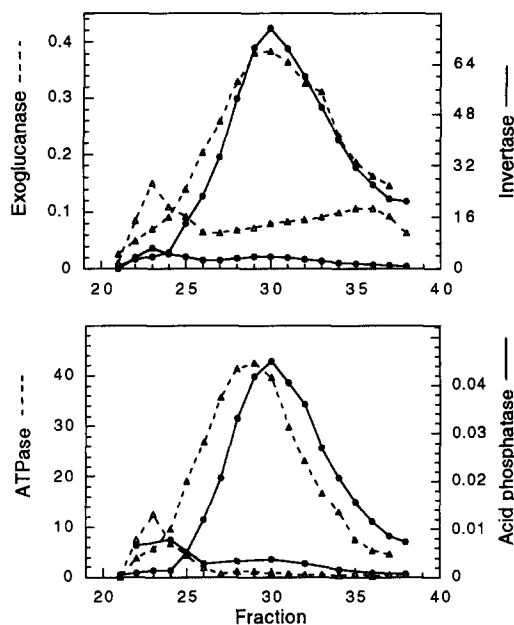 Exoglucanase ----
0.4
0.3
0.2
0.1
0
64
48
32
16
0
Invertase ——
20 25 30 35 40
ATPase ----
40
30
20
10
0
0.04
0.03
0.02
0.01
0
Acid phosphatase ——
20 25 30 35 40
Fraction